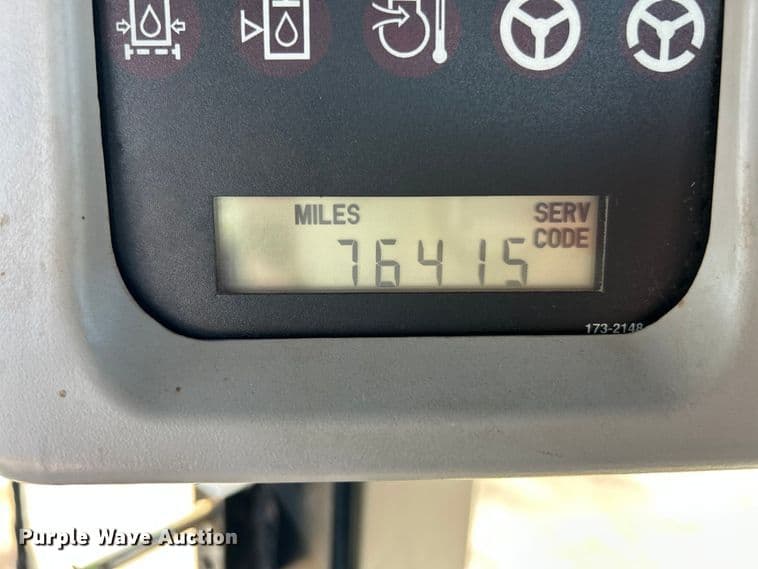 MILES SERV
76415 CODE
173-2148
Purple Wave Auction